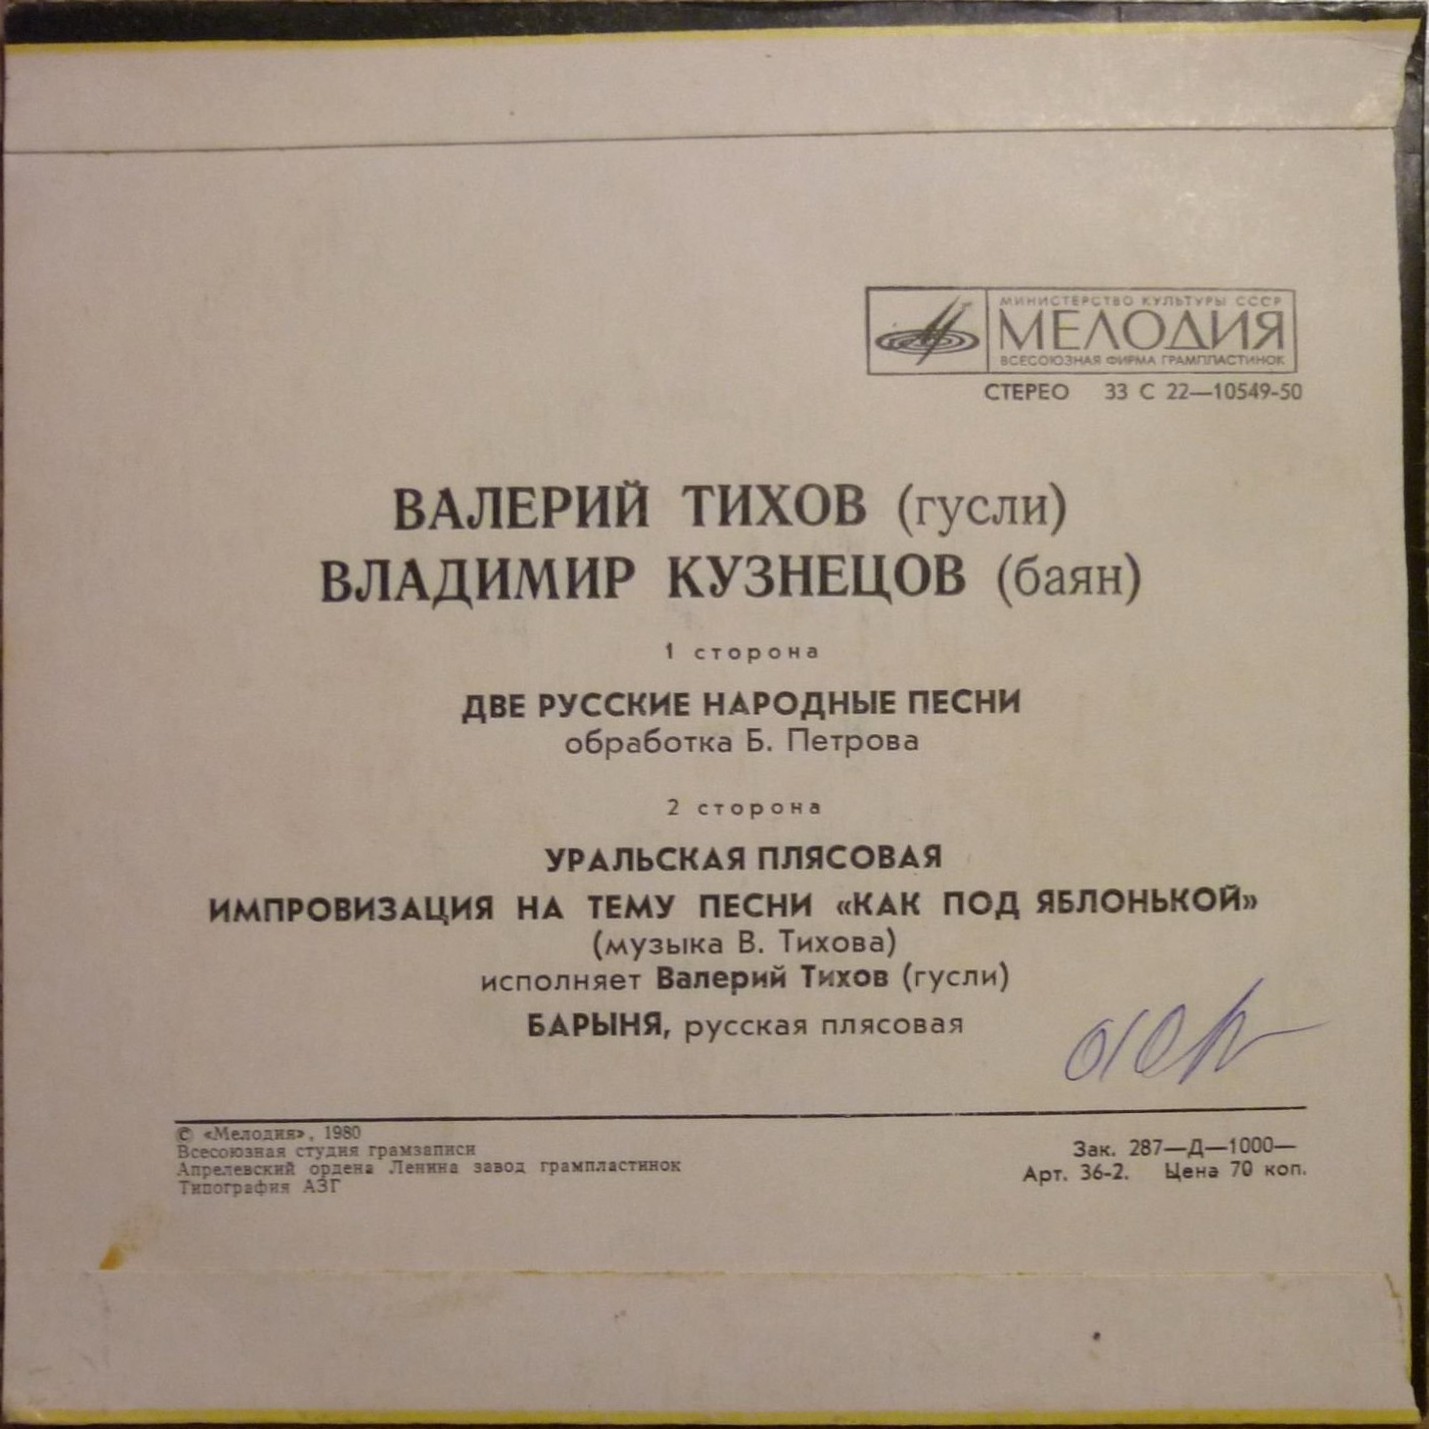 МИНИСТЕРСТВО КУЛЬТУРЫ СССР
МЕЛОДИЯ
ВСЕСОЮЗНАЯ ФИРМА ГРАМПЛАСТИНОК
СТЕРЕО 33 С 22—10549-50
ВАЛЕРИЙ ТИХОВ (гусли)
ВЛАДИМИР КУЗНЕЦОВ (баян)
1 сторона
ДВЕ РУССКИЕ НАРОДНЫЕ ПЕСНИ
обработка Б. Петрова
2 сторона
УРАЛЬСКАЯ ПЛЯСОВАЯ
ИМПРОВИЗАЦИЯ НА ТЕМУ ПЕСНИ «КАК ПОД ЯБЛОНЬКОЙ»
(музыка В. Тихова)
исполняет Валерий Тихов (гусли)
БАРЫНЯ, русская плясовая
© «Мелодия», 1980
Всесоюзная студия грамзаписи
Апрелевский ордена Ленина завод грампластинок
Типография АЗГ
Зак. 287—Д—1000—
Арт. 36-2. Цена 70 коп.